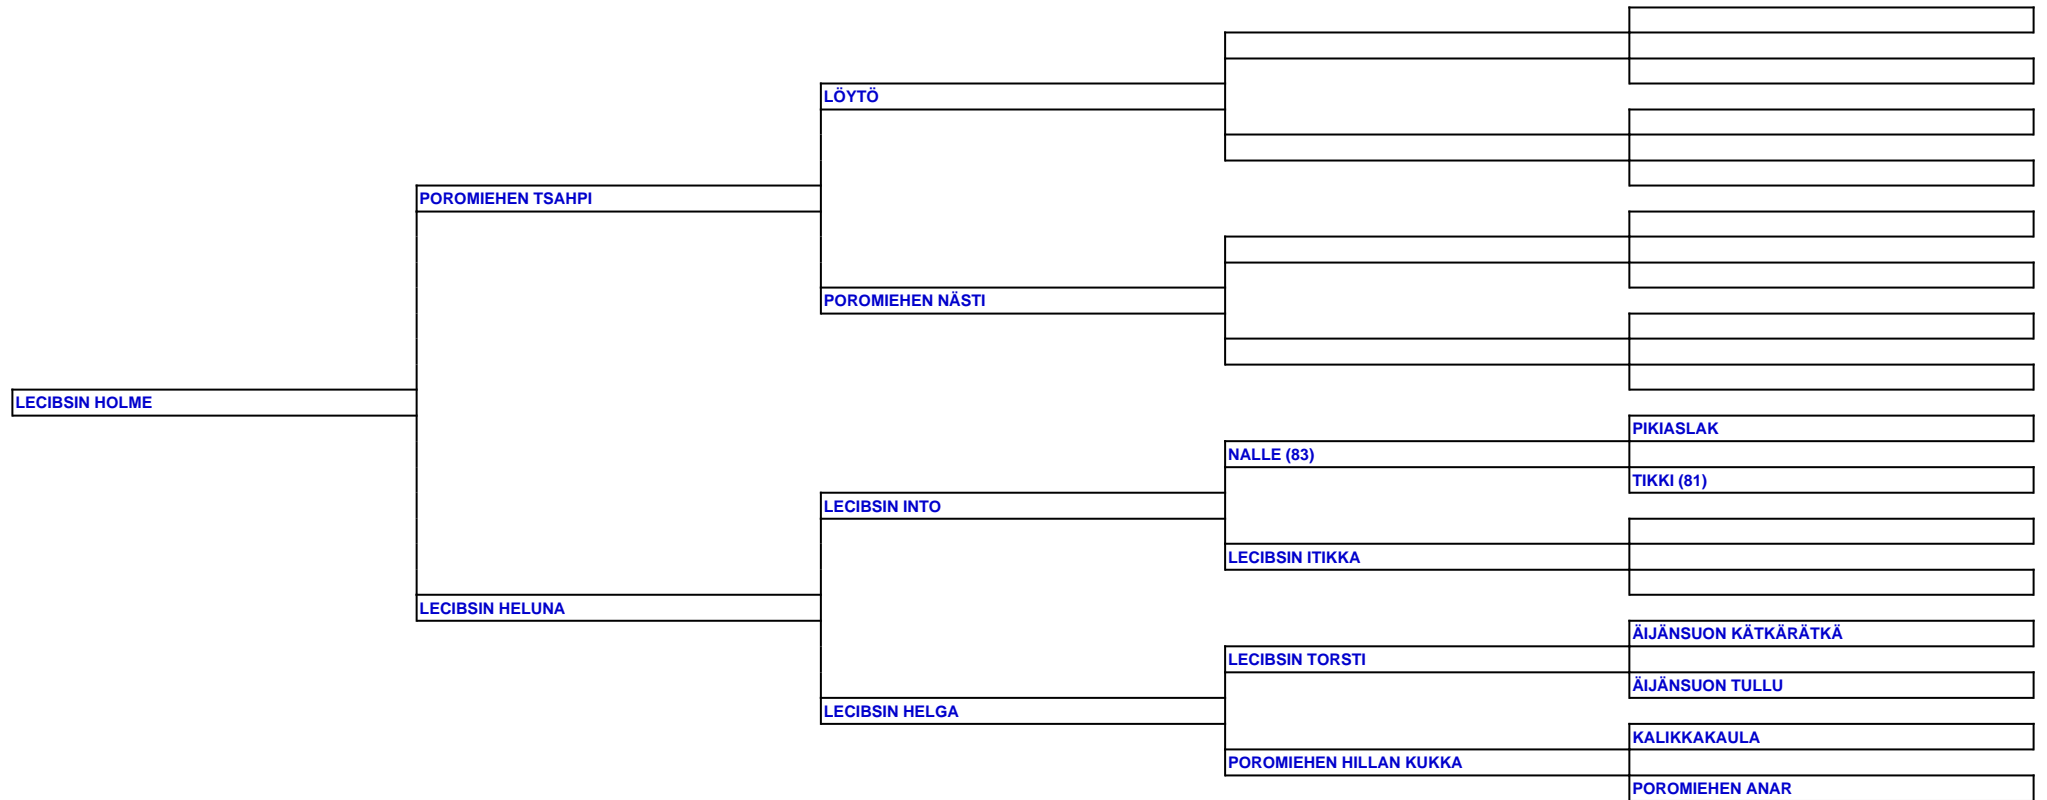 LÖYTÖ
POROMIEHEN TSAHPI
POROMIEHEN NÄSTI
LECIBSIN HOLME
PIKIASLAK
NALLE (83)
TIKKI (81)
LECIBSIN INTO
LECIBSIN ITIKKA
LECIBSIN HELUNA
ÄIJÄNSUON KÄTKÄRÄTKÄ
LECIBSIN TORSTI
ÄIJÄNSUON TULLU
LECIBSIN HELGA
KALIKKAKAULA
POROMIEHEN HILLAN KUKKA
POROMIEHEN ANAR